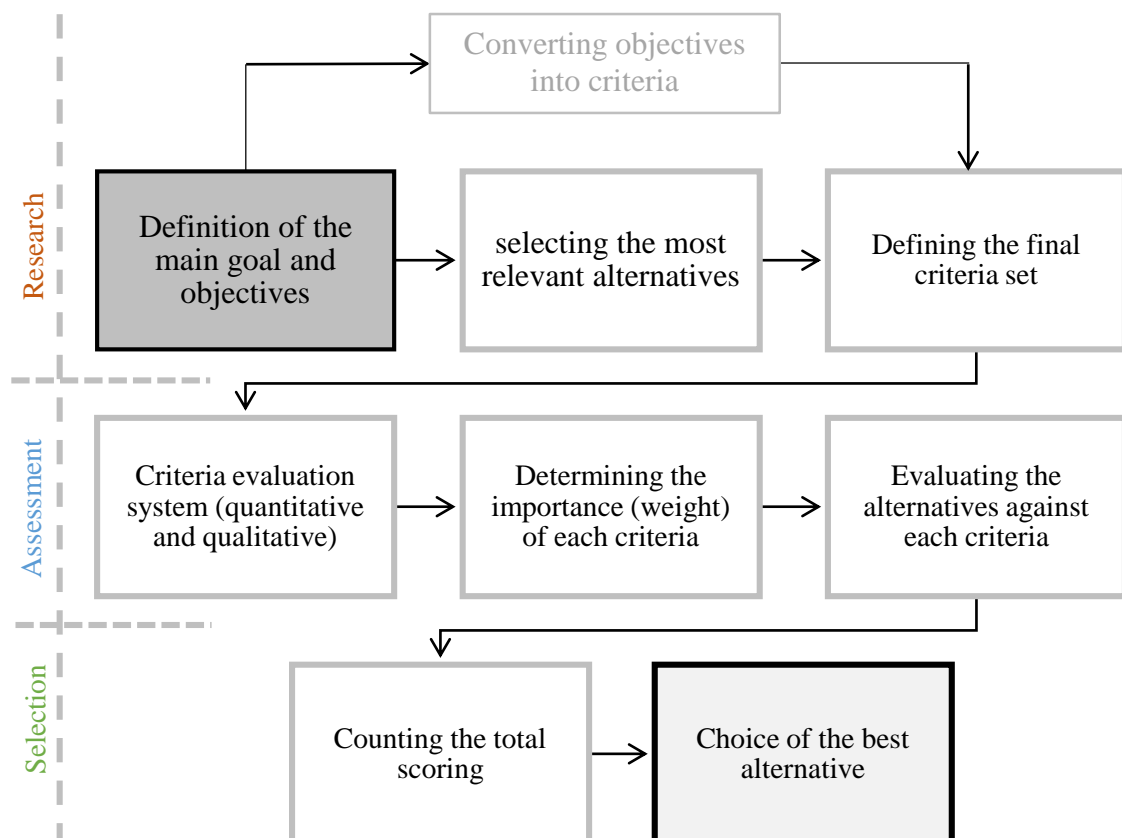 Converting objectives
into criteria
Research
Definition of the
main goal and
objectives
selecting the most
relevant alternatives
Defining the final
criteria set
Assessment
Criteria evaluation
system (quantitative
and qualitative)
Determining the
importance (weight)
of each criteria
Evaluating the
alternatives against
each criteria
Selection
Counting the total
scoring
Choice of the best
alternative